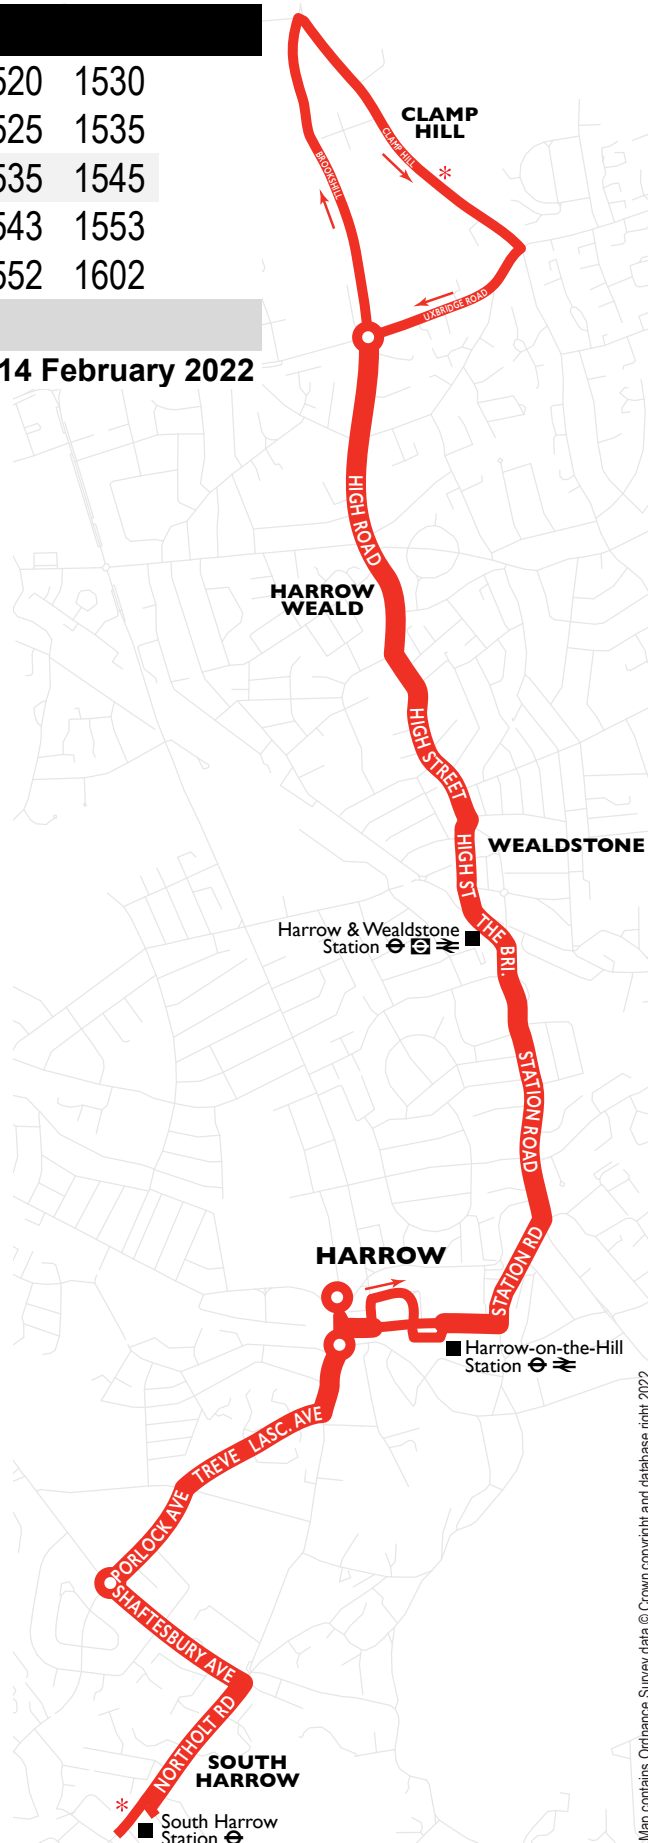 520 1530
525 1535
535 1545
543 1553
552 1602
14 February 2022
CLAMP
HILL
CLAMP HILL
*
BROOKSHILL
UXBRIDGE ROAD
HIGH ROAD
HARROW
WEALD
HIGH STREET
WEALDSTONE
HIGH ST
Harrow & Wealdstone
Station
THE BRI.
STATION ROAD
STATION RD
HARROW
Harrow-on-the-Hill
Station
LASC. AVE
TREVE
PORLOCK AVE
SHAFTESBURY AVE
NORTHOLT RD
SOUTH
HARROW
*
South Harrow
Station
Map contains Ordnance Survey data © Crown copyright and database right 2022